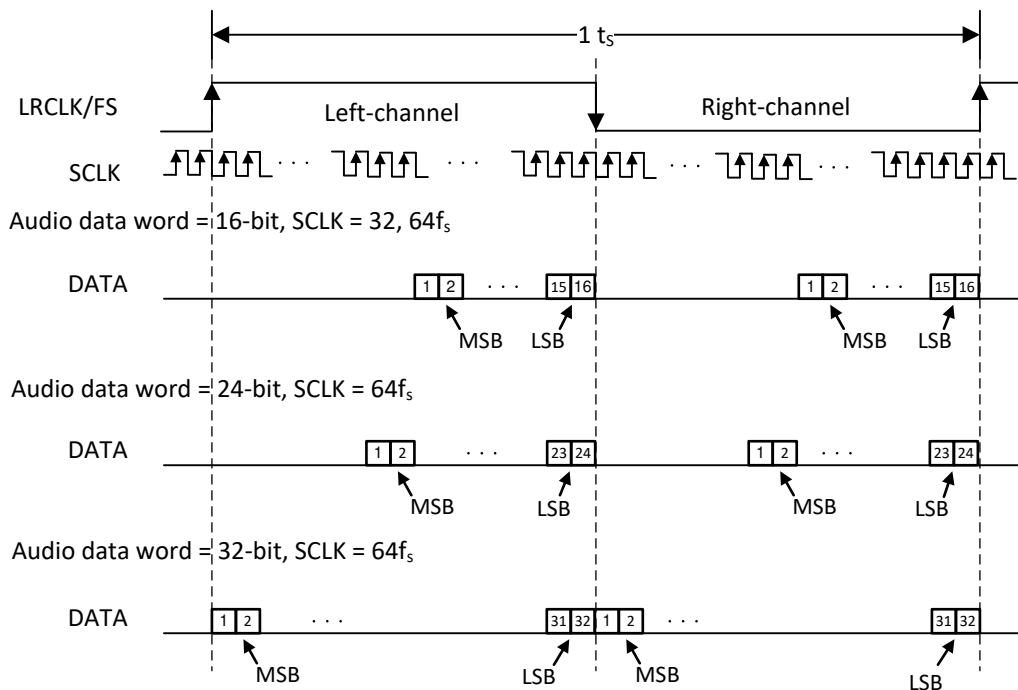 1 tS
LRCLK/FS
Left-channel
Right-channel
SCLK
. . . . . . . . . . . .
Audio data word = 16-bit, SCLK = 32, 64fs
DATA
1 2 . . . 15 16 1 2 . . . 15 16
MSB LSB MSB LSB
Audio data word = 24-bit, SCLK = 64fs
DATA
1 2 . . . 23 24 1 2 . . . 23 24
MSB LSB MSB LSB
Audio data word = 32-bit, SCLK = 64fs
DATA
1 2 . . . 31 32 1 2 . . . 31 32
MSB LSB MSB LSB